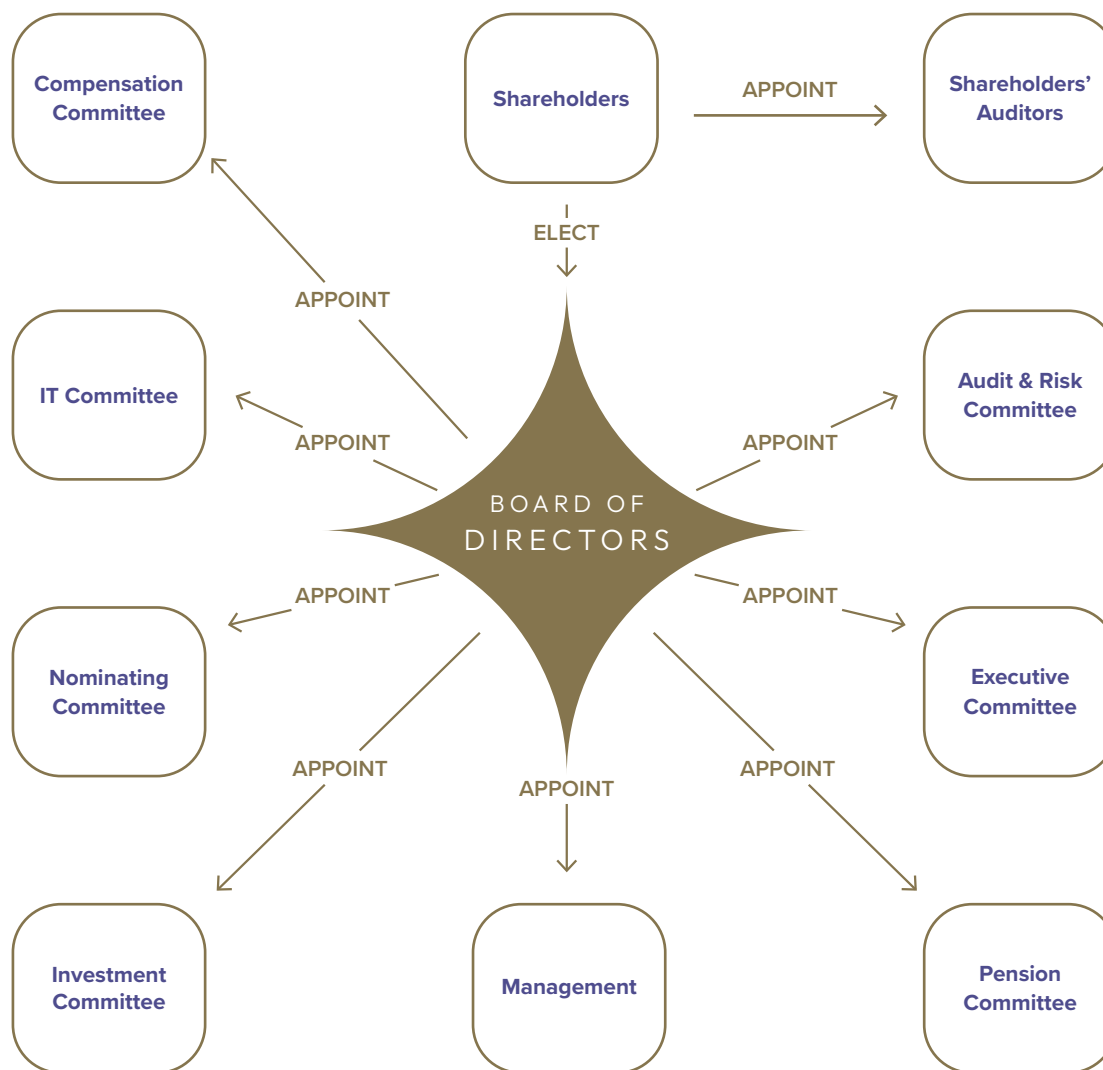 Compensation
Committee
Shareholders
APPOINT
Shareholders’
Auditors
ELECT
APPOINT
IT Committee
APPOINT
APPOINT
Audit & Risk
Committee
BOARD OF
DIRECTORS
APPOINT
APPOINT
Nominating
Committee
Executive
Committee
APPOINT
APPOINT
APPOINT
Investment
Committee
Management
Pension
Committee